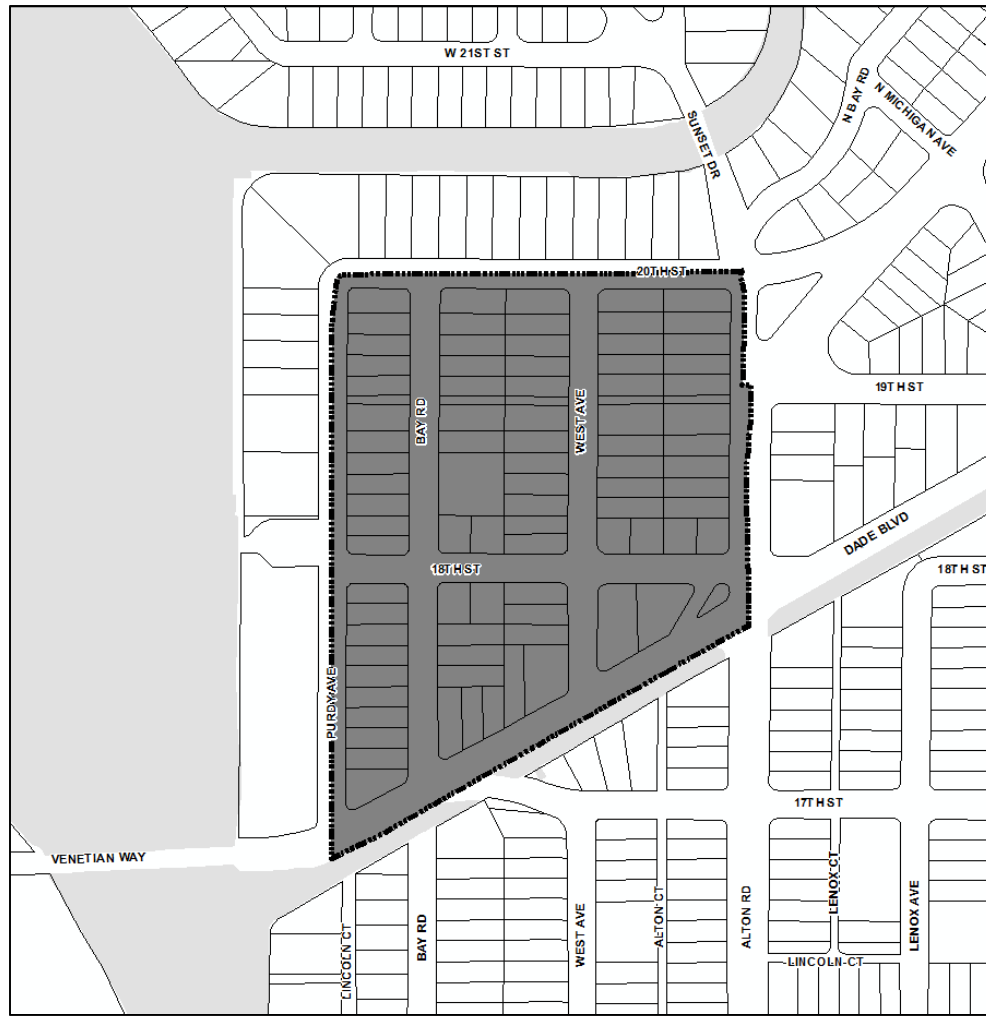 W 21ST ST
N BAY RD
N MICHIGAN AVE
SUNSET DR
20TH ST
19TH ST
BAY RD
WEST AVE
DADE BLVD
18TH ST
18TH ST
PURDY AVE
17TH ST
VENETIAN WAY
LINCOLN CT
BAY RD
WEST AVE
ALTON CT
ALTON RD
LENOX CT
LENOX AVE
LINCOLN CT